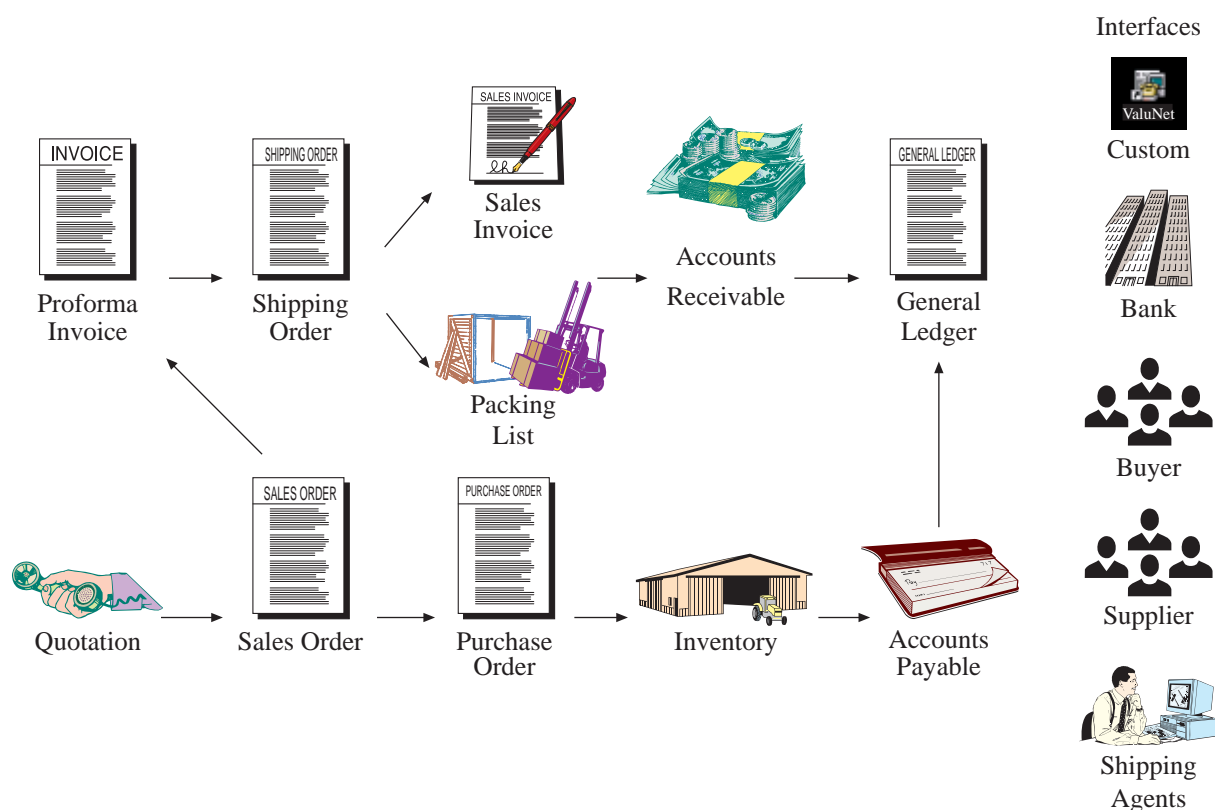 Interfaces
ValuNet
Custom
SALES INVOICE
INVOICE
SHIPPING ORDER
GENERAL LEDGER
Sales
Invoice
Proforma
Invoice
Shipping
Order
Accounts
Receivable
General
Ledger
Bank
Packing
List
Buyer
SALES ORDER
PURCHASE ORDER
Pay
Quotation
Sales Order
Purchase
Order
Inventory
Accounts
Payable
Supplier
Shipping
Agents